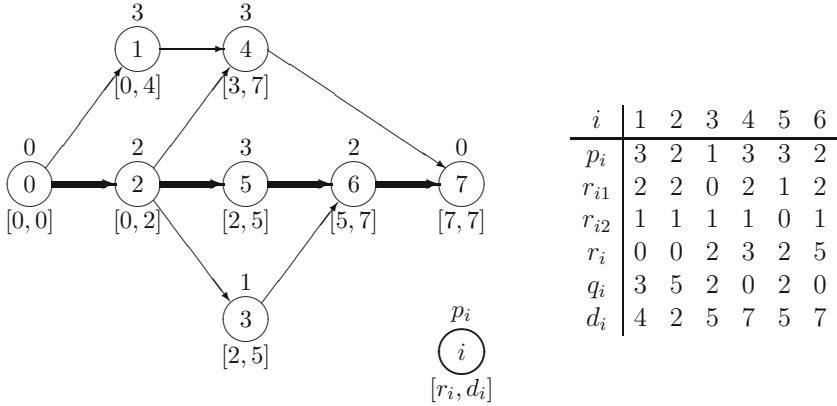 3 3
1 4
[0, 4] [3, 7]
0 2 3 2 0
0 2 5 6 7
[0, 0] [0, 2] [2, 5] [5, 7] [7, 7]
1
3
[2, 5]
p_i
i
[r_i, d_i]
i 1 2 3 4 5 6
p_i 3 2 1 3 3 2
r_{i1} 2 2 0 2 1 2
r_{i2} 1 1 1 1 0 1
r_i 0 0 2 3 2 5
q_i 3 5 2 0 2 0
d_i 4 2 5 7 5 7